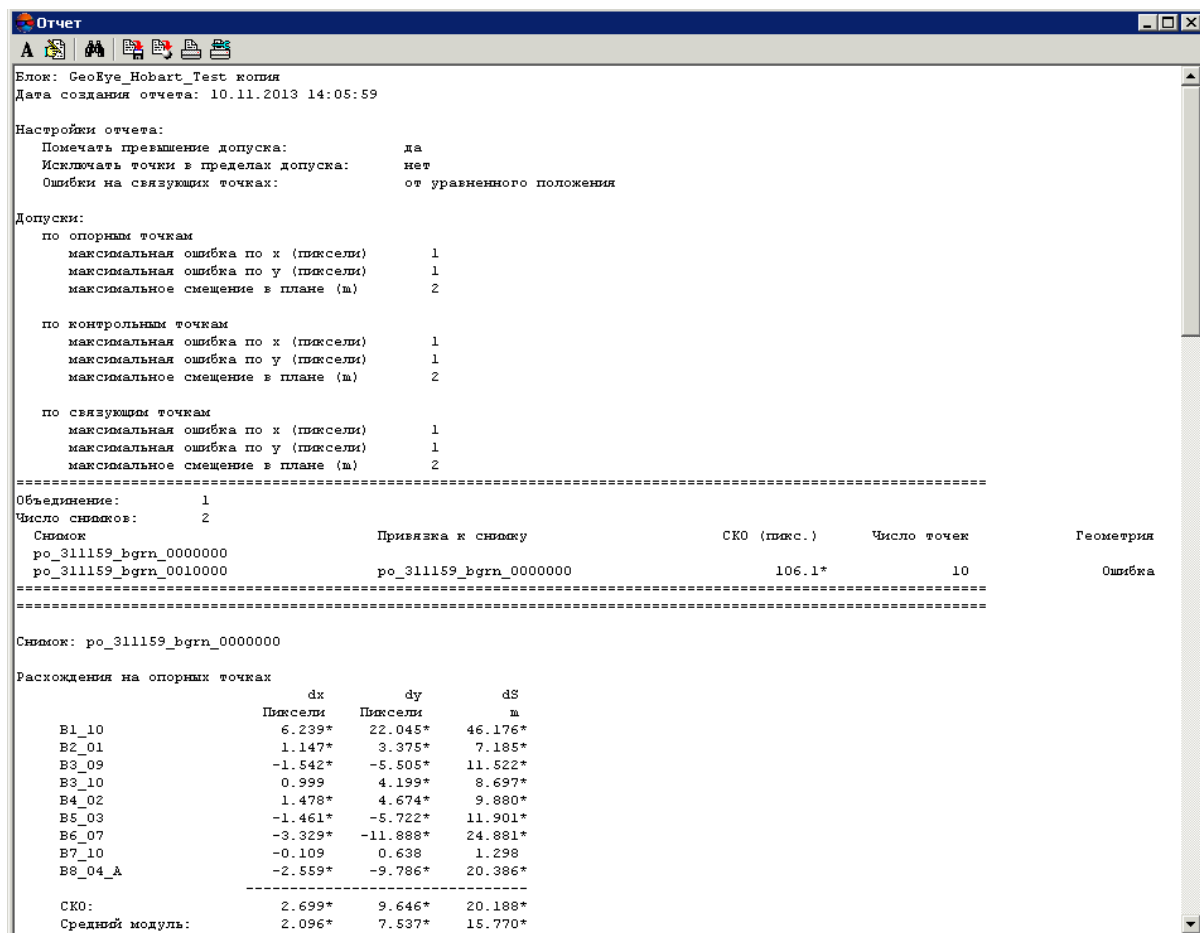 Отчет
Блок: GeoEye_Hobart_Test копия
Дата создания отчета: 10.11.2013 14:05:59
Настройки отчета:
Помечать превышение допуска: да
Исключать точки в пределах допуска: нет
Ошибки на связующих точках: от уравненного положения
Допуски:
по опорным точкам
максимальная ошибка по x (пиксели) 1
максимальная ошибка по y (пиксели) 1
максимальное смещение в плане (m) 2
по контрольным точкам
максимальная ошибка по x (пиксели) 1
максимальная ошибка по y (пиксели) 1
максимальное смещение в плане (m) 2
по связующим точкам
максимальная ошибка по x (пиксели) 1
максимальная ошибка по y (пиксели) 1
максимальное смещение в плане (m) 2
================================================================
Объединение: 1
Число снимков: 2
Снимок Привязка к снимку СКО (пикс.) Число точек Геометрия
po_311159_bgrn_0000000
po_311159_bgrn_0010000 po_311159_bgrn_0000000 106.1* 10 Ошибка
================================================================
================================================================
Снимок: po_311159_bgrn_0000000
Расхождения на опорных точках
dx dy dS
Пиксели Пиксели m
B1_10 6.239* 22.045* 46.176*
B2_01 1.147* 3.375* 7.185*
B3_09 -1.542* -5.505* 11.522*
B3_10 0.999 4.199* 8.697*
B4_02 1.478* 4.674* 9.880*
B5_03 -1.461* -5.722* 11.901*
B6_07 -3.329* -11.888* 24.881*
B7_10 -0.109 0.638 1.298
B8_04_A -2.559* -9.786* 20.386*
--------------------------------
СКО: 2.699* 9.646* 20.188*
Средний модуль: 2.096* 7.537* 15.770*